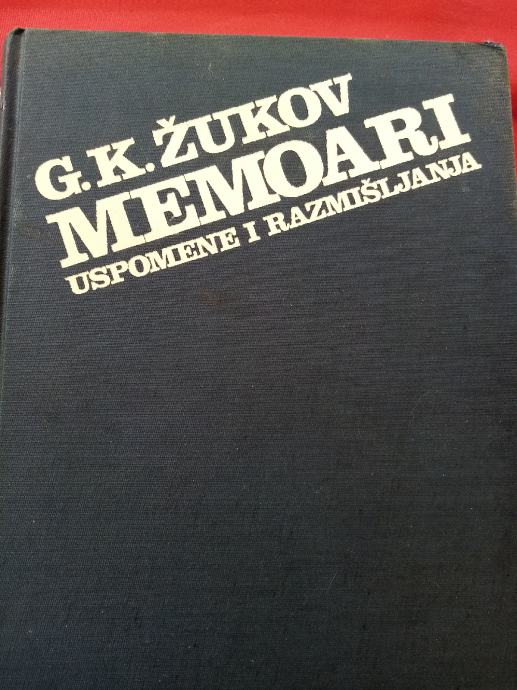 G.K. ŽUKOV
MEMOARI
USPOMENE I RAZMIŠLJANJA